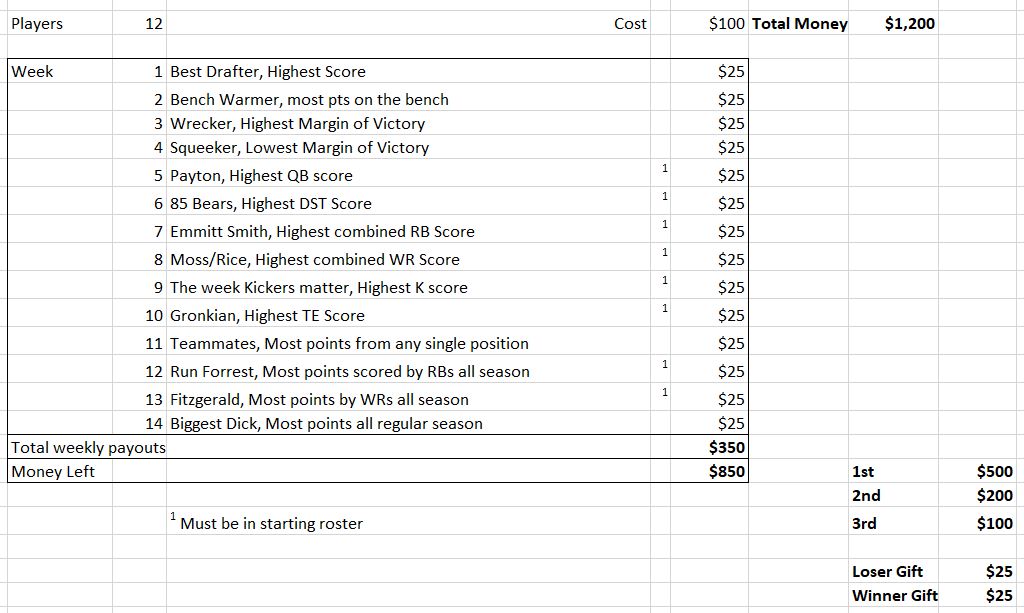 Players 12 Cost $100 Total Money $1,200
Week 1 Best Drafter, Highest Score $25
2 Bench Warmer, most pts on the bench $25
3 Wrecker, Highest Margin of Victory $25
4 Squeeker, Lowest Margin of Victory $25
5 Payton, Highest QB score 1 $25
6 85 Bears, Highest DST Score 1 $25
7 Emmitt Smith, Highest combined RB Score 1 $25
8 Moss/Rice, Highest combined WR Score 1 $25
9 The week Kickers matter, Highest K score 1 $25
10 Gronkian, Highest TE Score 1 $25
11 Teammates, Most points from any single position $25
12 Run Forrest, Most points scored by RBs all season 1 $25
13 Fitzgerald, Most points by WRs all season 1 $25
14 Biggest Dick, Most points all regular season $25
Total weekly payouts $350
Money Left $850 1st $500
2nd $200
1 Must be in starting roster 3rd $100
Loser Gift $25
Winner Gift $25